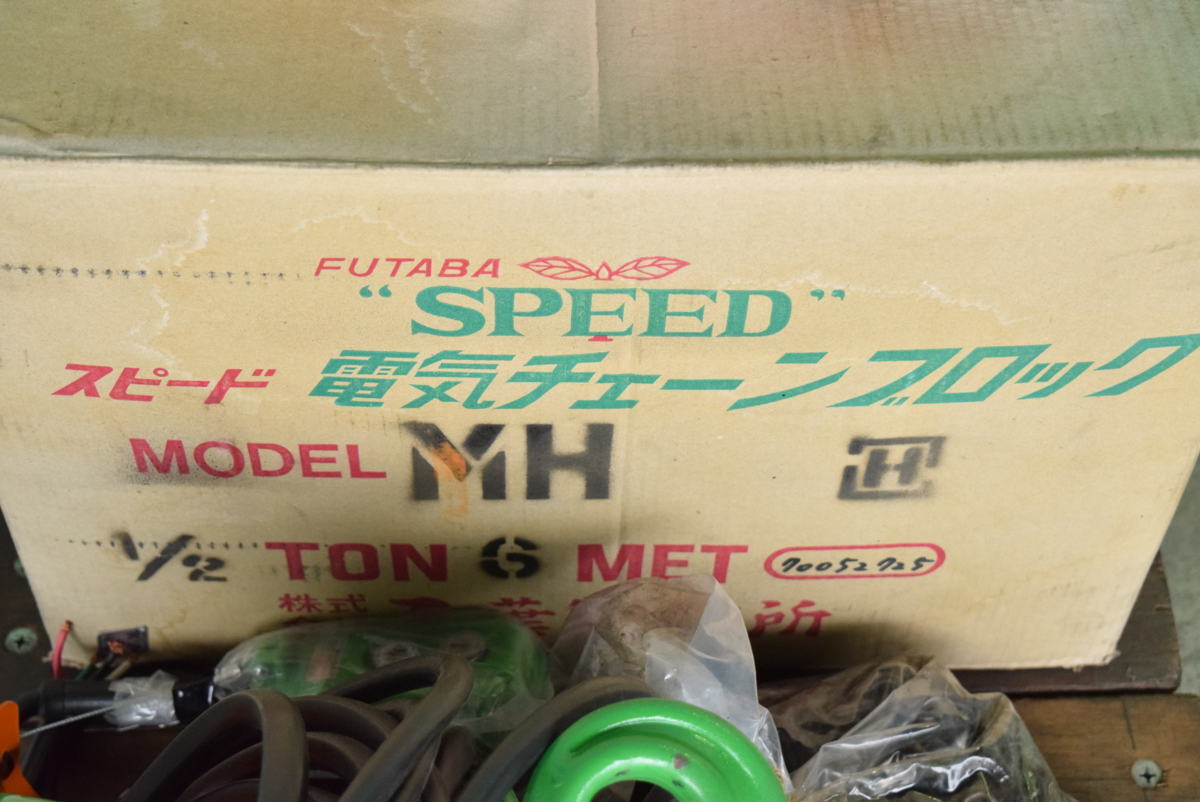 FUTABA
“SPEED”
スピード 電気チェーンブロック
MODEL MH H
1/2 TON 6 MET 70052725
株式 所